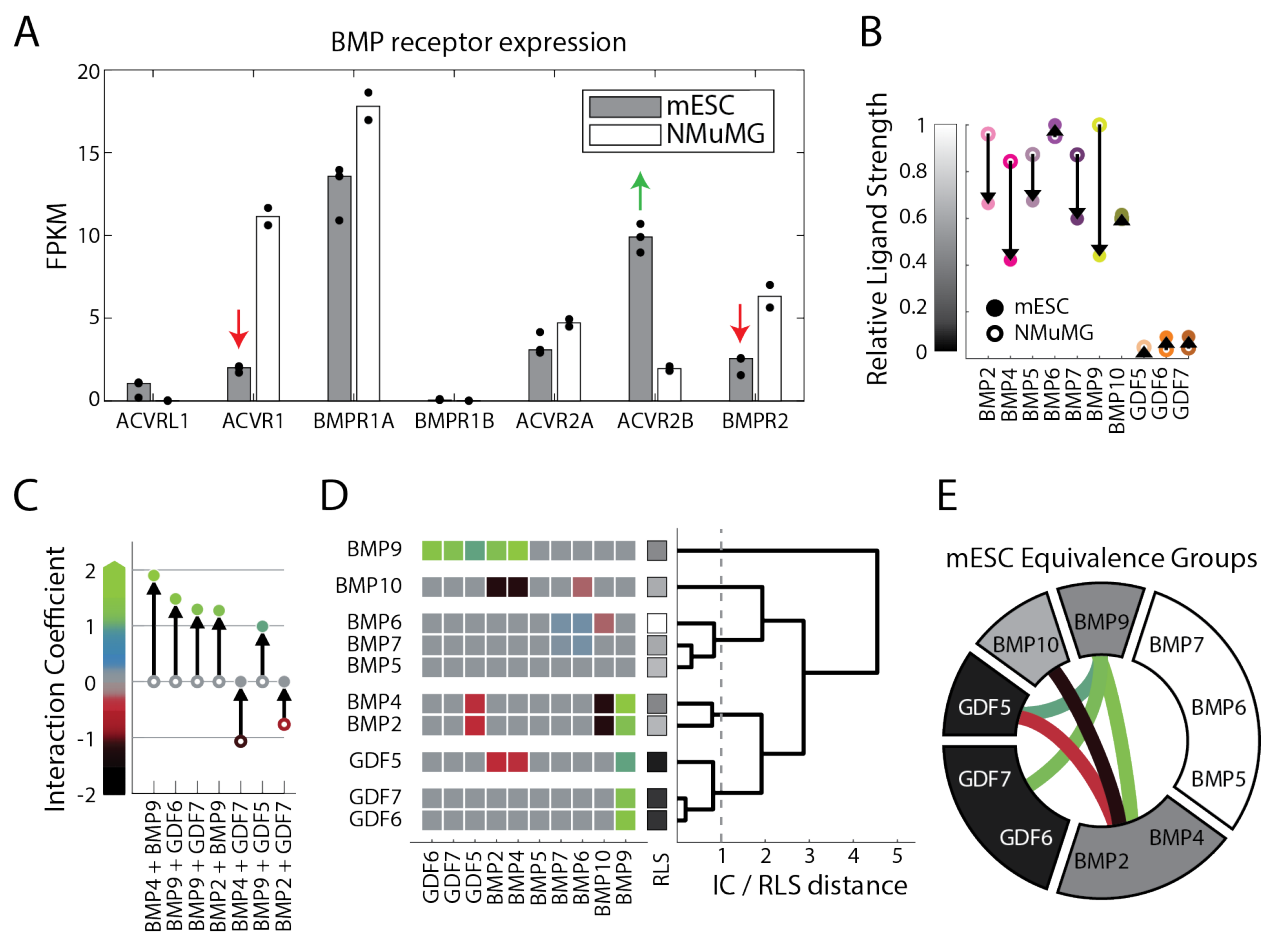 A
BMP receptor expression
FPKM
20
15
10
5
0
mESC
NMuMG
ACVRL1
ACVR1
BMPR1A
BMPR1B
ACVR2A
ACVR2B
BMPR2
B
Relative Ligand Strength
1
0.8
0.6
0.4
0.2
0
mESC
NMuMG
BMP2
BMP4
BMP5
BMP6
BMP7
BMP9
BMP10
GDF5
GDF6
GDF7
C
Interaction Coefficient
2
1
0
-1
-2
BMP4 + BMP9
BMP9 + GDF6
BMP9 + GDF7
BMP2 + BMP9
BMP4 + GDF7
BMP9 + GDF5
BMP2 + GDF7
D
BMP9
BMP10
BMP6
BMP7
BMP5
BMP4
BMP2
GDF5
GDF7
GDF6
GDF6
GDF7
GDF5
BMP2
BMP4
BMP5
BMP7
BMP6
BMP10
BMP9
RLS
1
2
3
4
5
IC / RLS distance
E
mESC Equivalence Groups
BMP9
BMP10
BMP7
GDF5
BMP6
GDF7
BMP5
GDF6
BMP4
BMP2